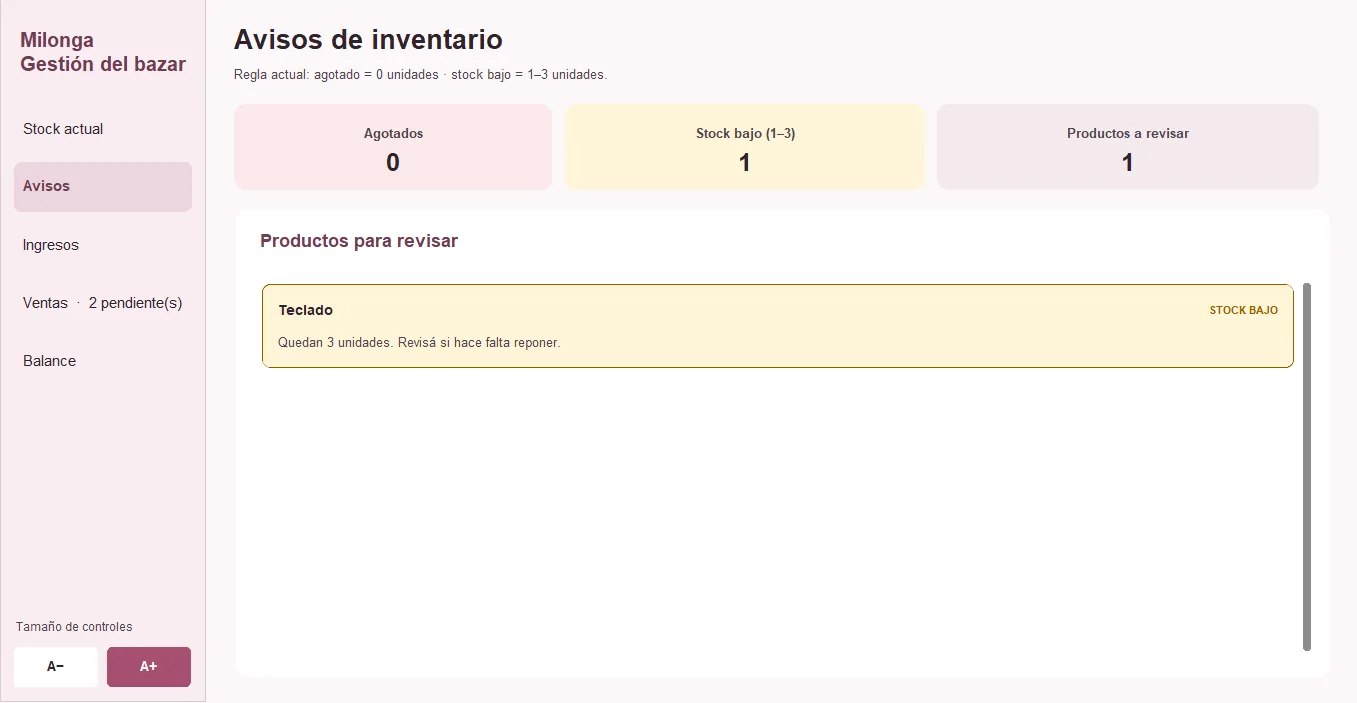 Milonga
Gestión del bazar
Stock actual
Avisos
Ingresos
Ventas · 2 pendiente(s)
Balance
Tamaño de controles
A−
A+
Avisos de inventario
Regla actual: agotado = 0 unidades · stock bajo = 1–3 unidades.
Agotados
0
Stock bajo (1–3)
1
Productos a revisar
1
Productos para revisar
Teclado
STOCK BAJO
Quedan 3 unidades. Revisá si hace falta reponer.